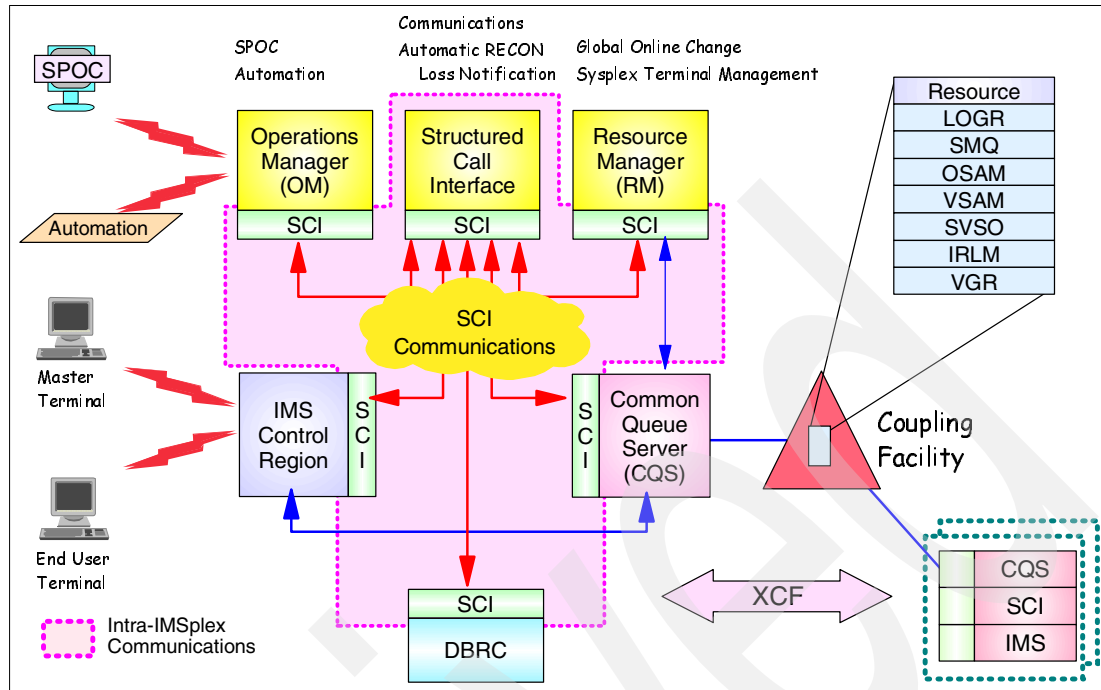 Communications
SPOC
Automatic RECON
Global Online Change
Automation
Loss Notification
Sysplex Terminal Management
SPOC
Operations
Manager
(OM)
SCI
Structured
Call
Interface
SCI
Resource
Manager
(RM)
SCI
Resource
LOGR
SMQ
OSAM
VSAM
SVSO
IRLM
VGR
Automation
SCI
Communications
Master
Terminal
IMS
Control
Region
SCI
SCI
Common
Queue
Server
(CQS)
Coupling
Facility
End User
Terminal
SCI
DBRC
XCF
CQS
SCI
IMS
Intra-IMSplex
Communications